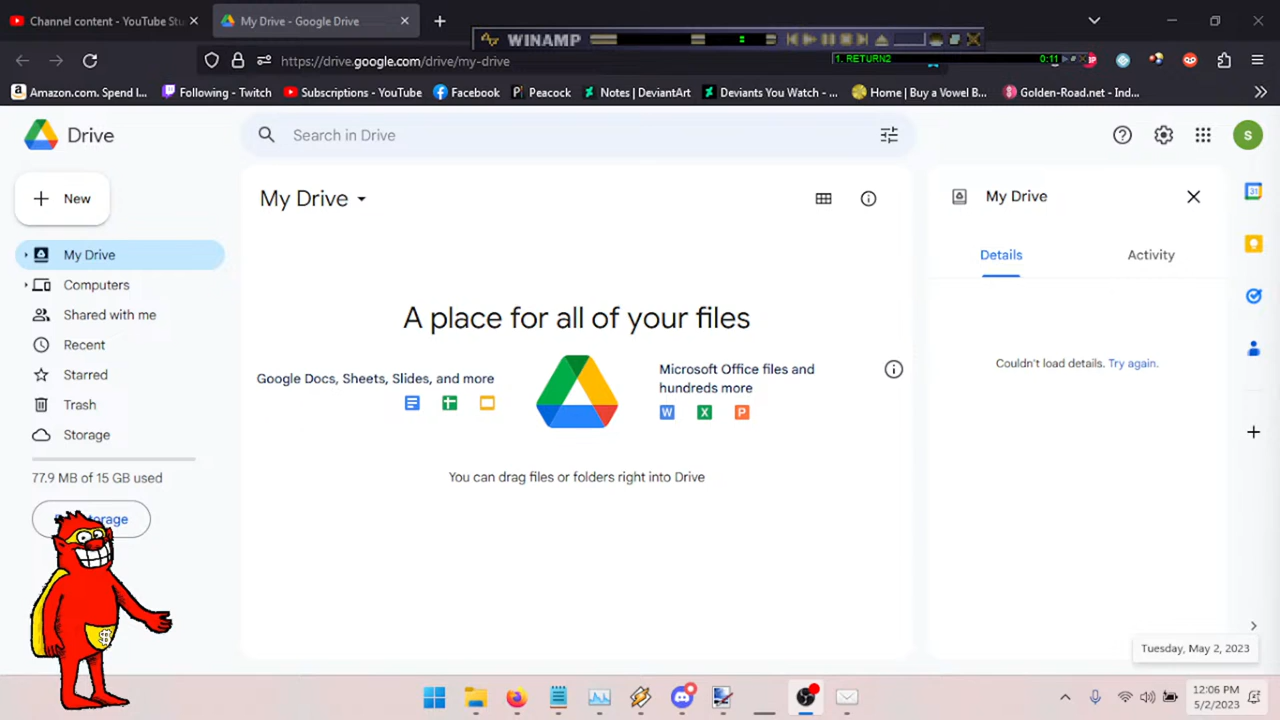 Channel content - YouTube Stu
My Drive - Google Drive
WINAMP
https://drive.google.com/drive/my-drive
1. RETURN2
0:11
Amazon.com. Spend l...
Following - Twitch
Subscriptions - YouTube
Facebook
Peacock
Notes | DeviantArt
Deviants You Watch - ...
Home | Buy a Vowel B...
Golden-Road.net - Ind...
Drive
Search in Drive
S
New
My Drive
My Drive
31
My Drive
Details
Activity
Computers
Shared with me
Recent
Starred
Trash
Storage
77.9 MB of 15 GB used
A place for all of your files
Google Docs, Sheets, Slides, and more
Microsoft Office files and
hundreds more
W
X
P
You can drag files or folders right into Drive
Couldn't load details. Try again.
$
Tuesday, May 2, 2023
12:06 PM
5/2/2023